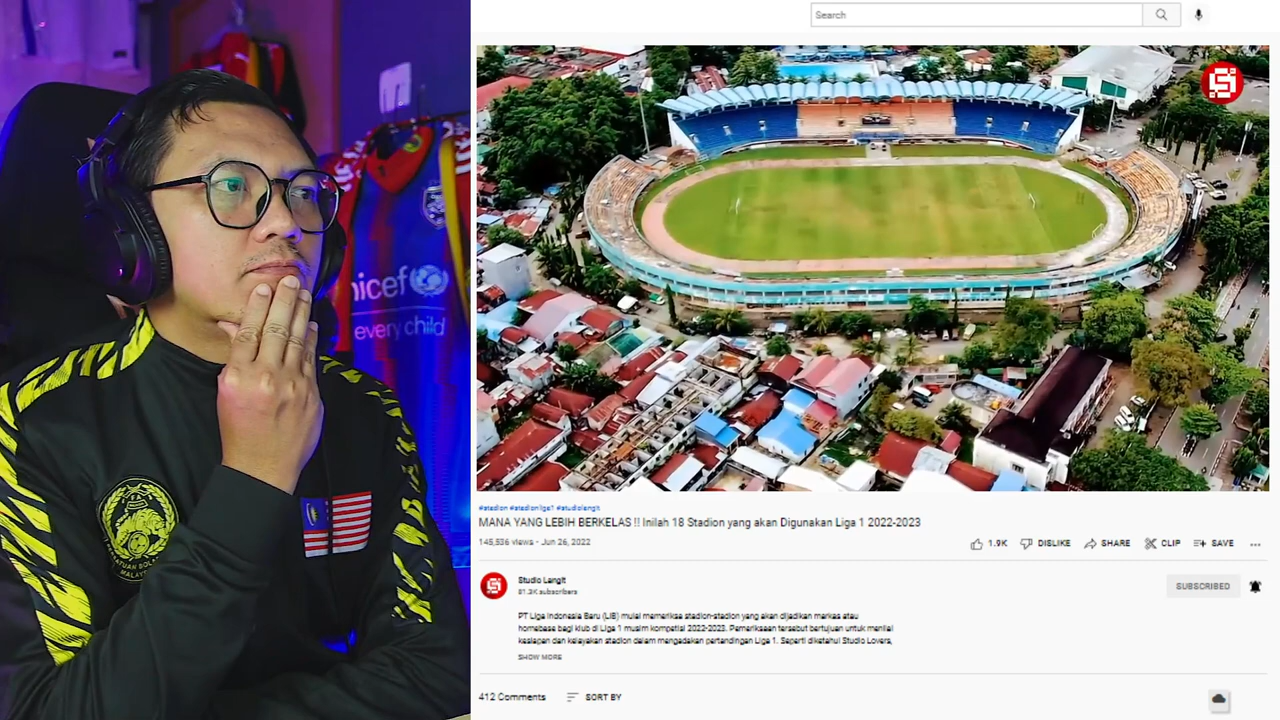 Search
nicef
every child
PERSATUAN BOLA
MALAYSIA
#stadion #stadionliga1 #studiolangit
MANA YANG LEBIH BERKELAS !! Inilah 18 Stadion yang akan Digunakan Liga 1 2022-2023
145,536 views - Jun 26, 2022
1.9K
DISLIKE
SHARE
CLIP
SAVE
Studio Langit
81.3K subscribers
SUBSCRIBED
PT Liga Indonesia Baru (LIB) mulai memeriksa stadion-stadion yang akan dijadikan markas atau
homebase bagi klub di Liga 1 musim kompetisi 2022-2023. Pemeriksaan tersebut bertujuan untuk menilai
kesiapan dan kelayakan stadion dalam mengadakan pertandingan Liga 1. Seperti diketahui Studio Lovers,
SHOW MORE
412 Comments
SORT BY